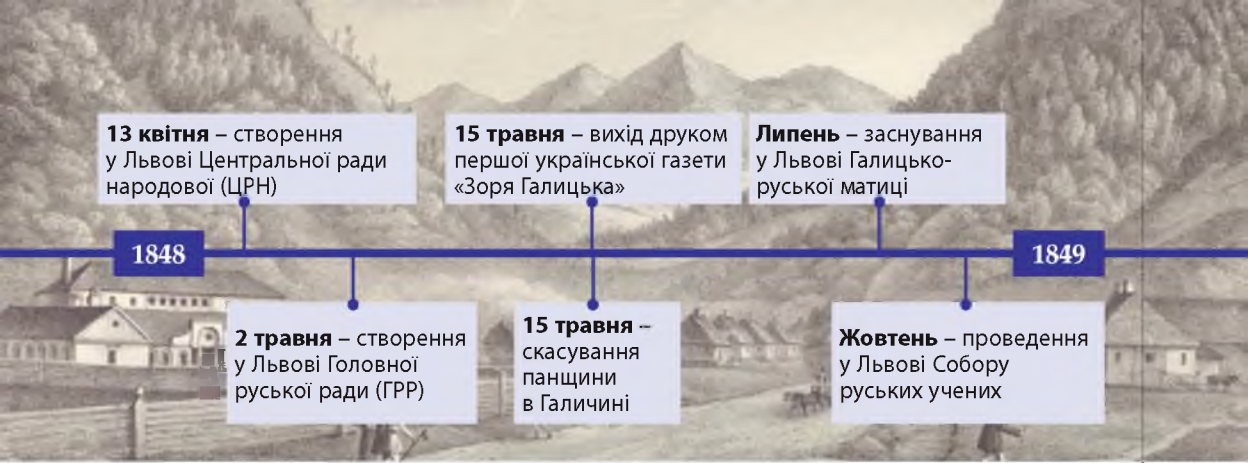 13 квітня – створення
у Львові Центральної ради
народової (ЦРН)
15 травня – вихід друком
першої української газети
«Зоря Галицька»
Липень – заснування
у Львові Галицько-
руської матиці
1848
1849
2 травня – створення
у Львові Головної
руської ради (ГРР)
15 травня –
скасування
панщини
в Галичині
Жовтень – проведення
у Львові Собору
руських учених